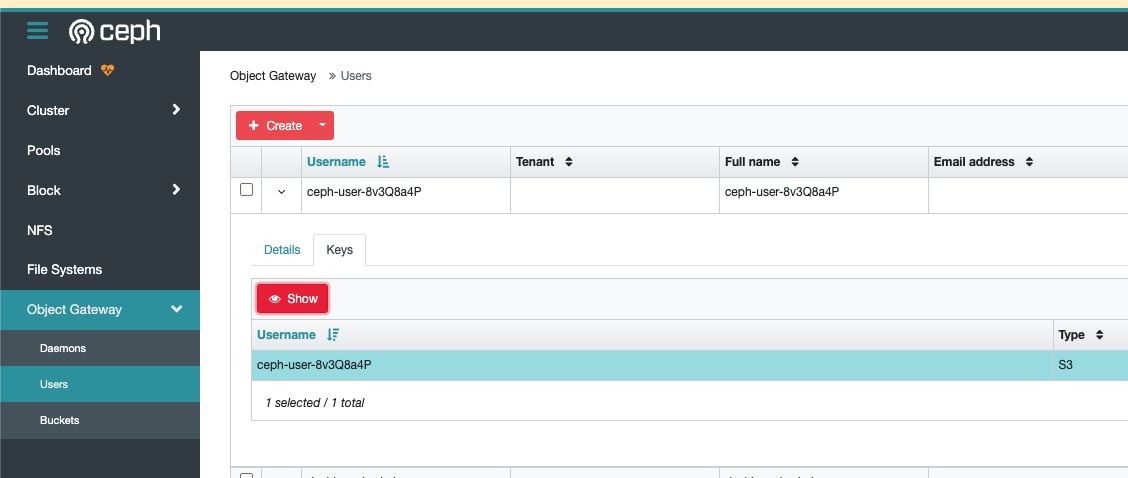 ceph
Dashboard
Object Gateway » Users
Cluster
Create
Pools
Username Tenant Full name Email address
Block
ceph-user-8v3Q8a4P ceph-user-8v3Q8a4P
NFS
Details Keys
File Systems
Show
Object Gateway
Username Type
Daemons
ceph-user-8v3Q8a4P S3
Users
1 selected / 1 total
Buckets